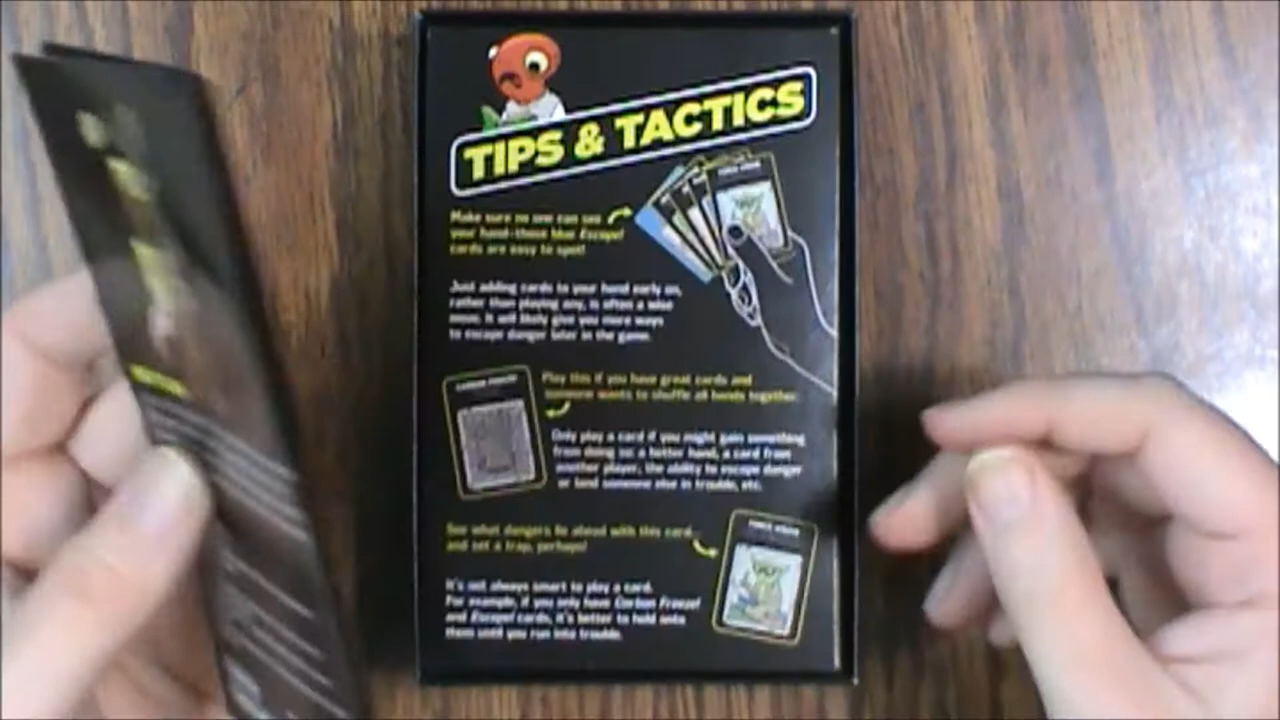 TIPS & TACTICS
Make sure no one can see
your hand–those blue Escape!
cards are easy to spot!
Just adding cards to your hand early on,
rather than playing any, is often a wise
move. It will likely give you more ways
to escape danger later in the game.
CARBON FREEZE!
Play this if you have great cards and
someone wants to shuffle all hands together.
Only play a card if you might gain something
from doing so: a better hand, a card from
another player, the ability to escape danger
or land someone else in trouble, etc.
See what dangers lie ahead with this card...
and set a trap, perhaps!
FORCE VISION
It's not always smart to play a card.
For example, if you only have Carbon Freeze!
and Escape! cards, it's better to hold onto
them until you run into trouble.